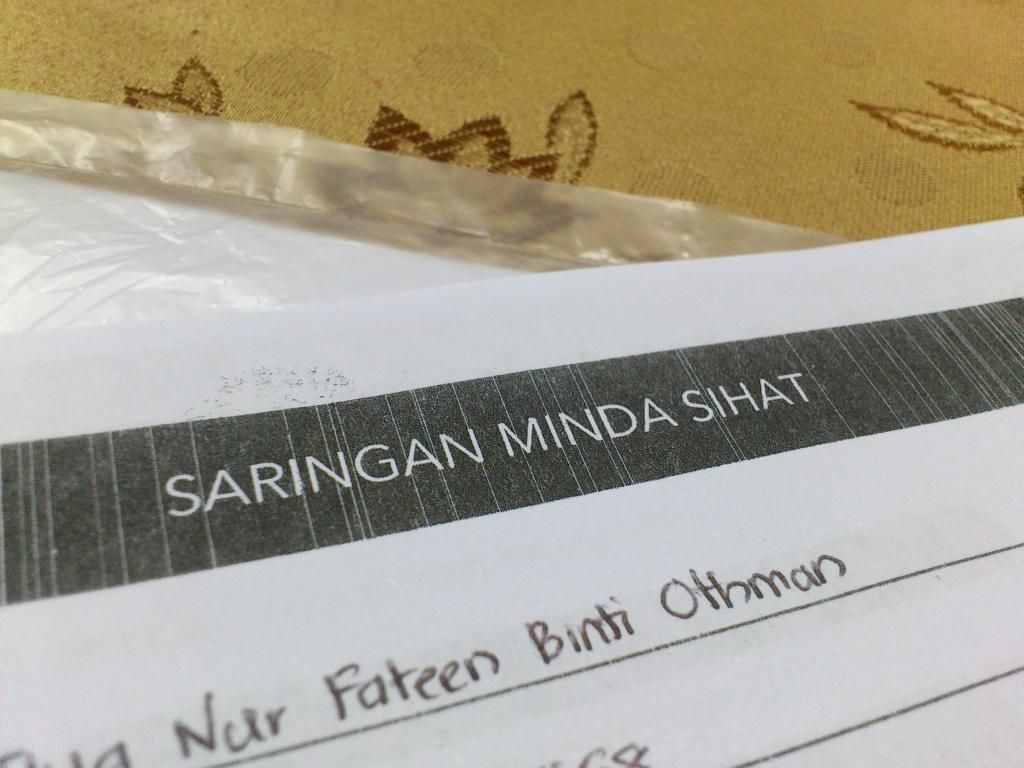 SARINGAN MINDA SIHAT
Nur Fateen Binti Othman